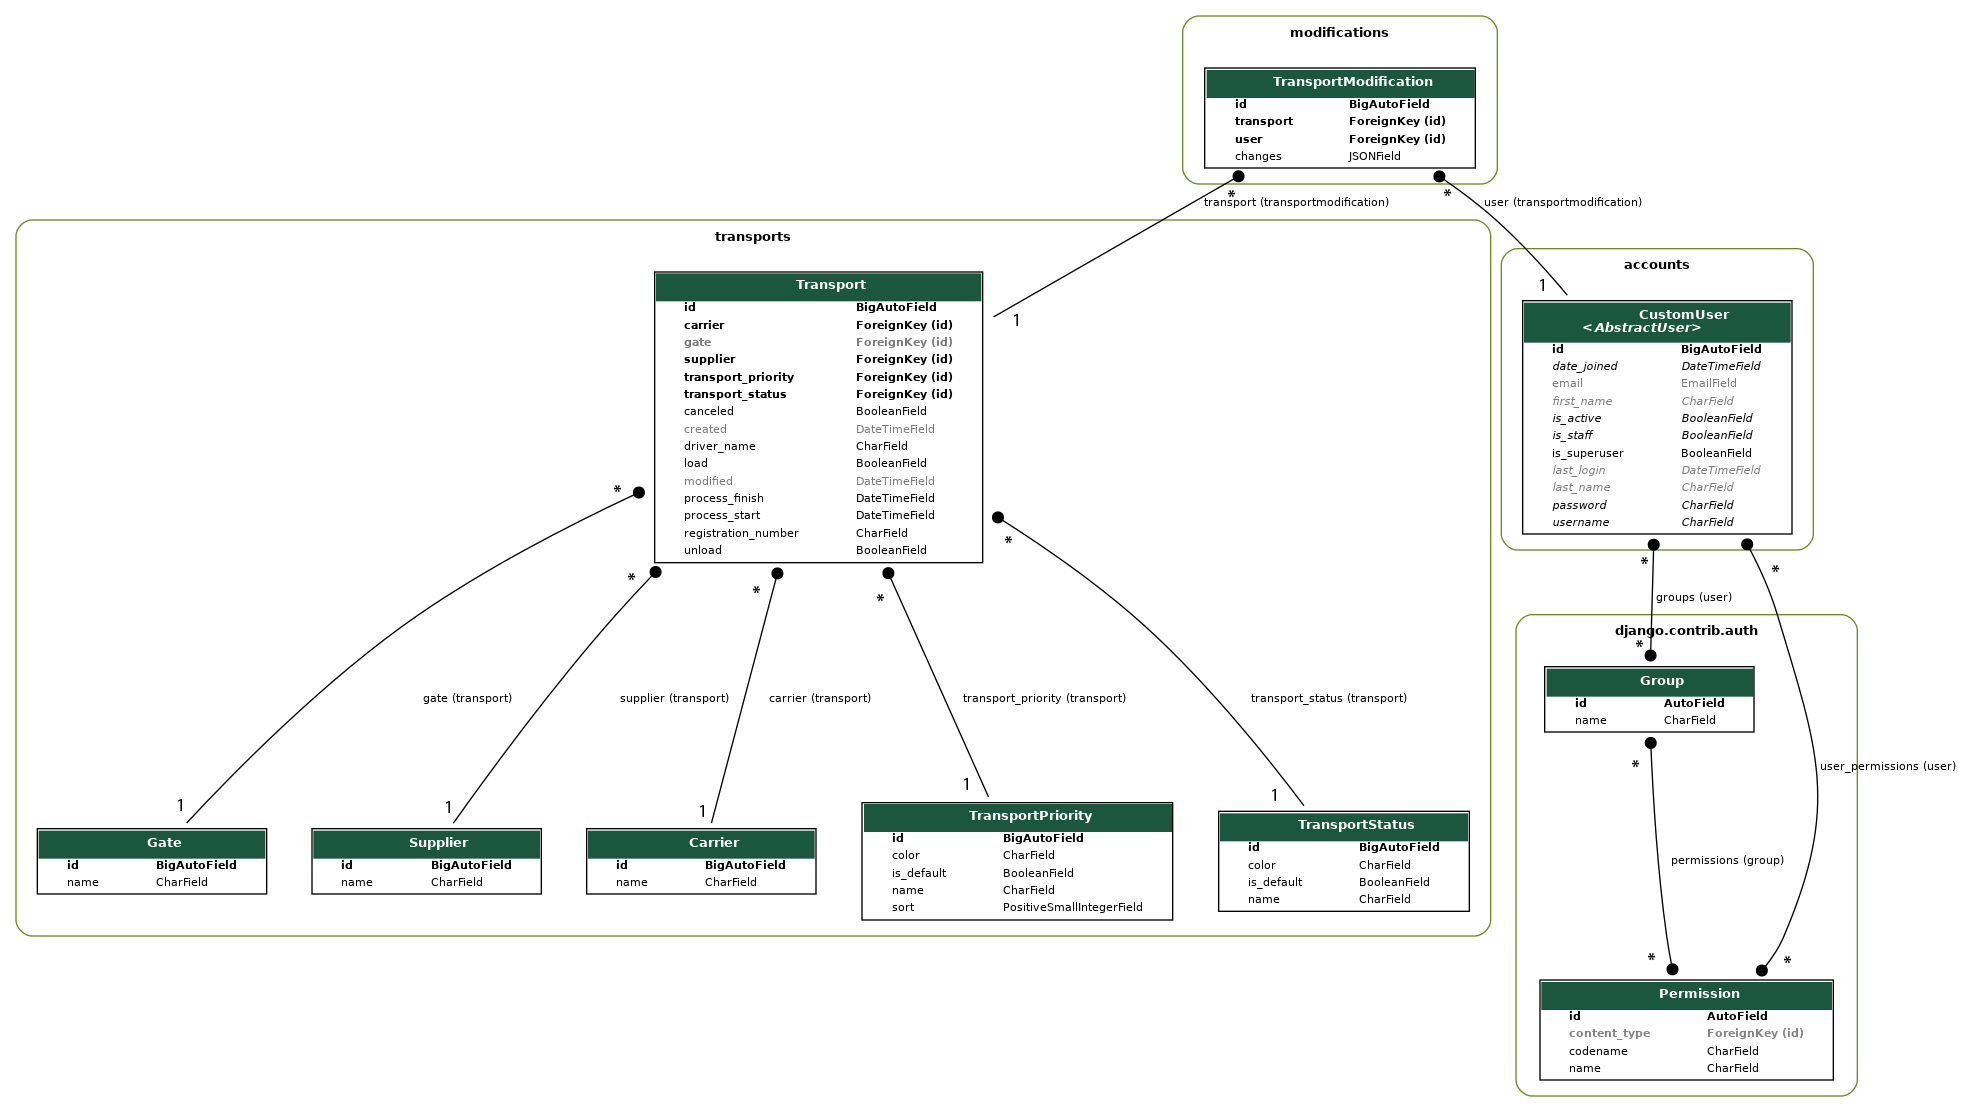 modifications
TransportModification
id BigAutoField
transport ForeignKey (id)
user ForeignKey (id)
changes JSONField
* *
transport (transportmodification) user (transportmodification)
transports
Transport
id BigAutoField
carrier ForeignKey (id)
gate ForeignKey (id)
supplier ForeignKey (id)
transport_priority ForeignKey (id)
transport_status ForeignKey (id)
canceled BooleanField
created DateTimeField
driver_name CharField
load BooleanField
modified DateTimeField
process_finish DateTimeField
process_start DateTimeField
registration_number CharField
unload BooleanField
1
* * * * *
accounts
1
CustomUser
<AbstractUser>
id BigAutoField
date_joined DateTimeField
email EmailField
first_name CharField
is_active BooleanField
is_staff BooleanField
is_superuser BooleanField
last_login DateTimeField
last_name CharField
password CharField
username CharField
* *
groups (user)
gate (transport) supplier (transport) carrier (transport) transport_priority (transport) transport_status (transport)
1 1 1 1 1
Gate
id BigAutoField
name CharField
Supplier
id BigAutoField
name CharField
Carrier
id BigAutoField
name CharField
TransportPriority
id BigAutoField
color CharField
is_default BooleanField
name CharField
sort PositiveSmallIntegerField
TransportStatus
id BigAutoField
color CharField
is_default BooleanField
name CharField
django.contrib.auth
*
Group
id AutoField
name CharField
*
user_permissions (user)
permissions (group)
* *
Permission
id AutoField
content_type ForeignKey (id)
codename CharField
name CharField